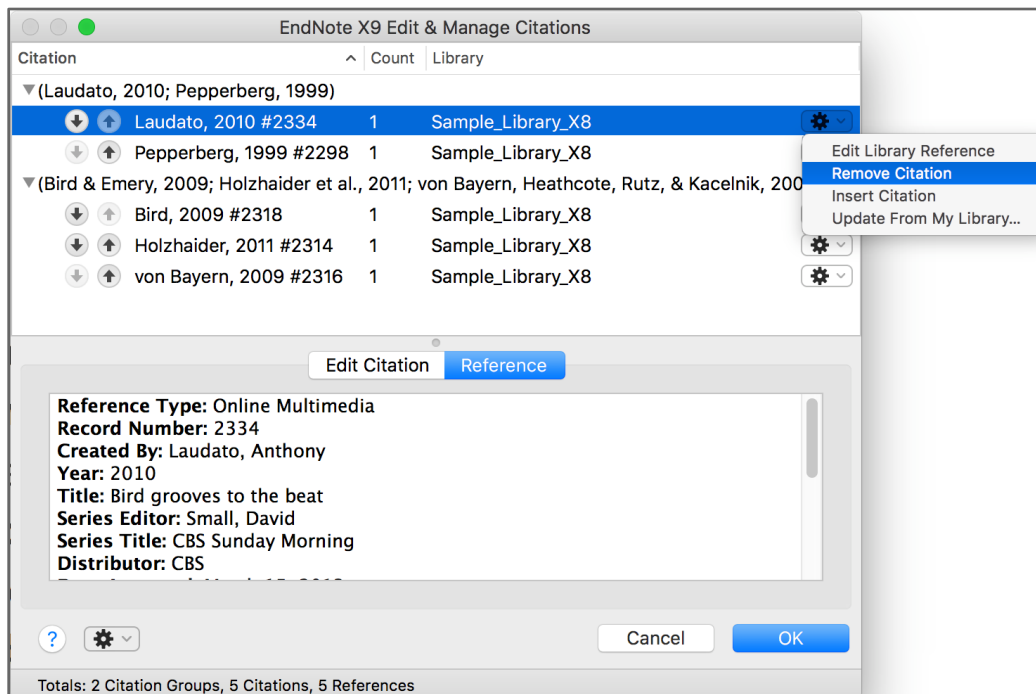 EndNote X9 Edit & Manage Citations
Citation Count Library
(Laudato, 2010; Pepperberg, 1999)
Laudato, 2010 #2334 1 Sample_Library_X8
Pepperberg, 1999 #2298 1 Sample_Library_X8
(Bird & Emery, 2009; Holzhaider et al., 2011; von Bayern, Heathcote, Rutz, & Kacelnik, 200
Bird, 2009 #2318 1 Sample_Library_X8
Holzhaider, 2011 #2314 1 Sample_Library_X8
von Bayern, 2009 #2316 1 Sample_Library_X8
Edit Library Reference
Remove Citation
Insert Citation
Update From My Library...
Edit Citation Reference
Reference Type: Online Multimedia
Record Number: 2334
Created By: Laudato, Anthony
Year: 2010
Title: Bird grooves to the beat
Series Editor: Small, David
Series Title: CBS Sunday Morning
Distributor: CBS
? Cancel OK
Totals: 2 Citation Groups, 5 Citations, 5 References